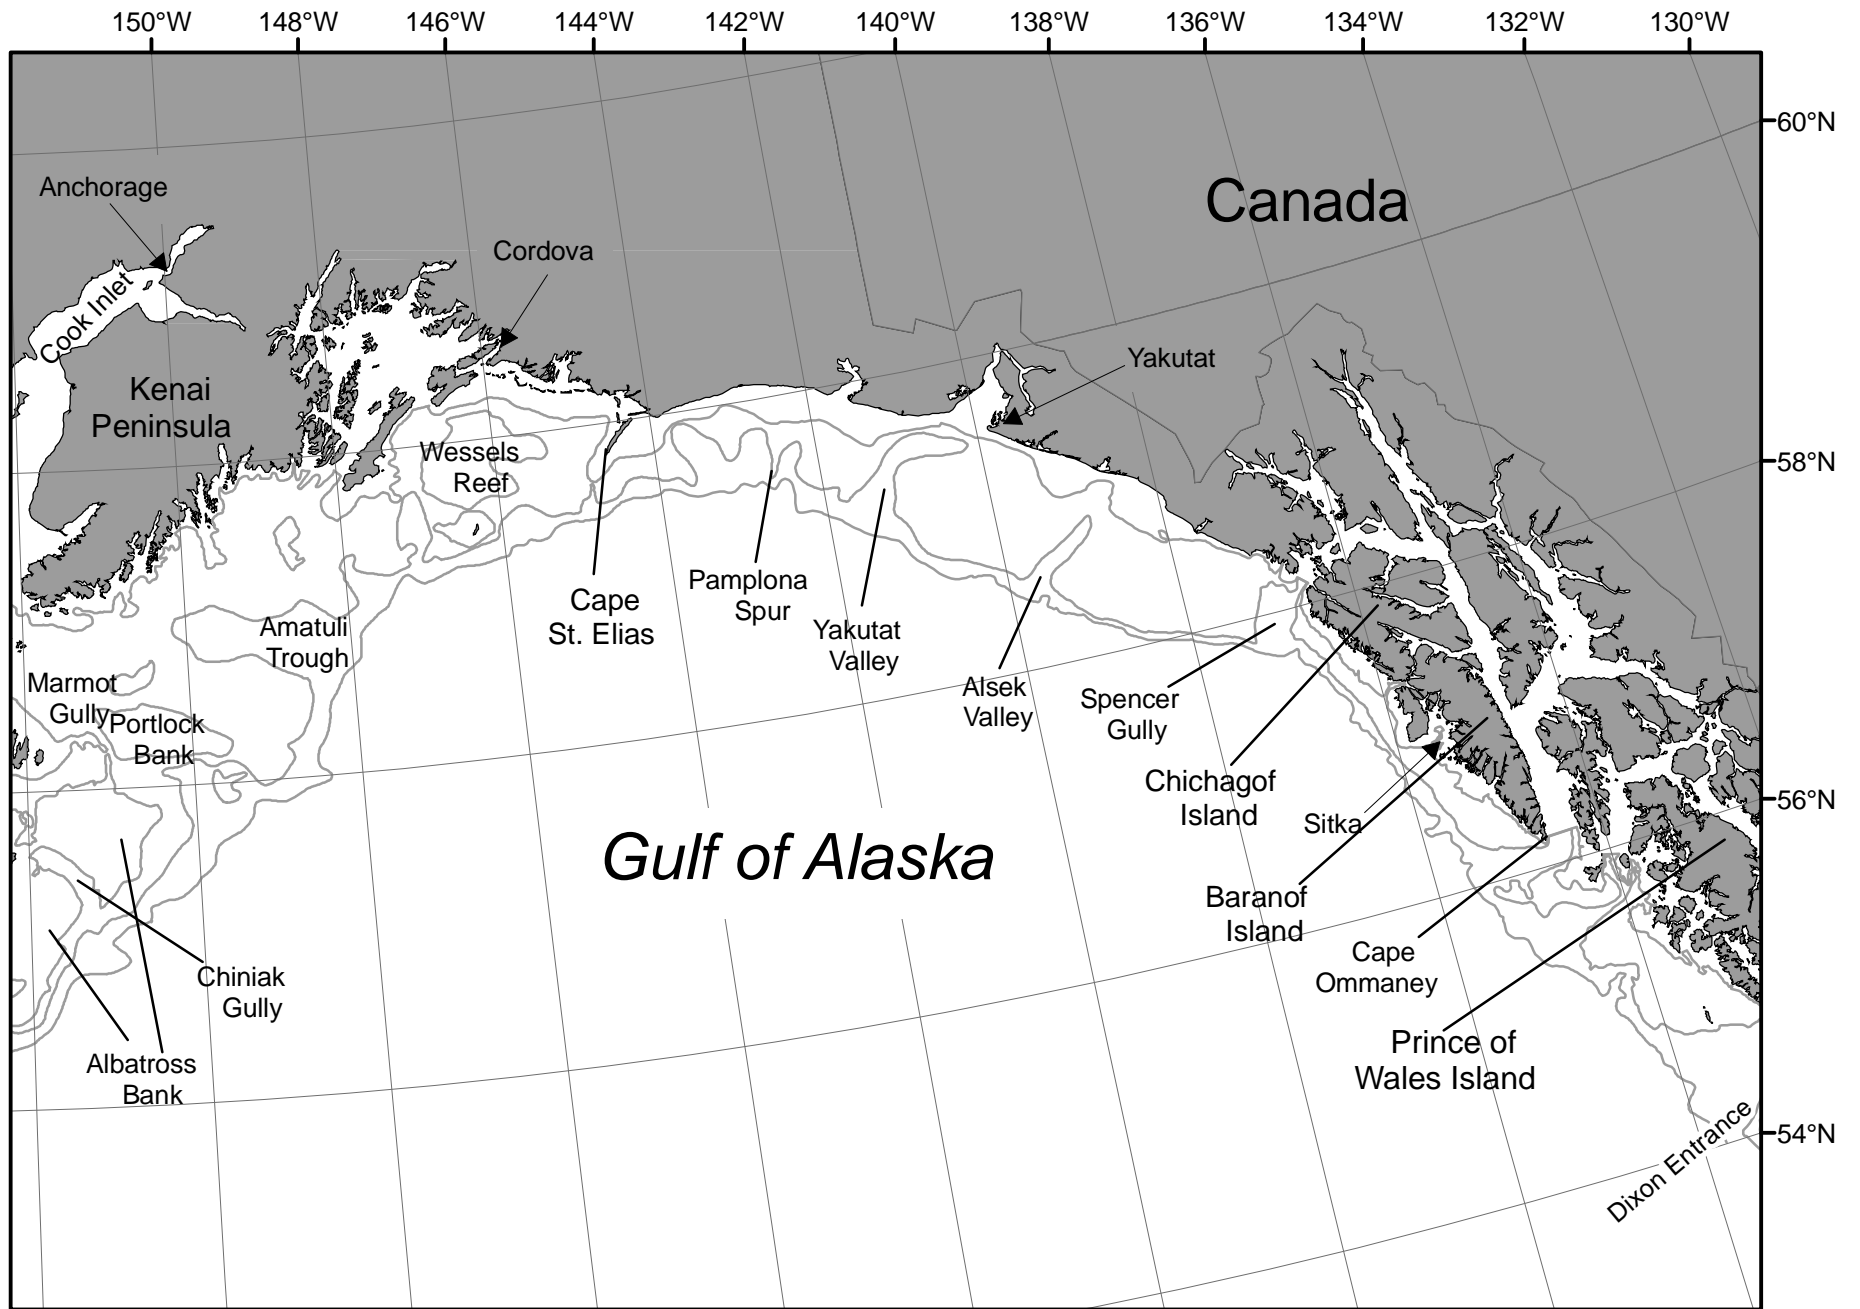 150°W
148°W
146°W
144°W
142°W
140°W
138°W
136°W
134°W
132°W
130°W
60°N
Anchorage
Canada
Cordova
Cook Inlet
Yakutat
Kenai
Peninsula
Wessels
Reef
58°N
Pamplona
Spur
Cape
St. Elias
Yakutat
Valley
Amatuli
Trough
Marmot
Gully
Portlock
Bank
Alsek
Valley
Spencer
Gully
Chichagof
Island
56°N
Sitka
Gulf of Alaska
Baranof
Island
Cape
Ommaney
Chiniak
Gully
Albatross
Bank
Prince of
Wales Island
54°N
Dixon Entrance